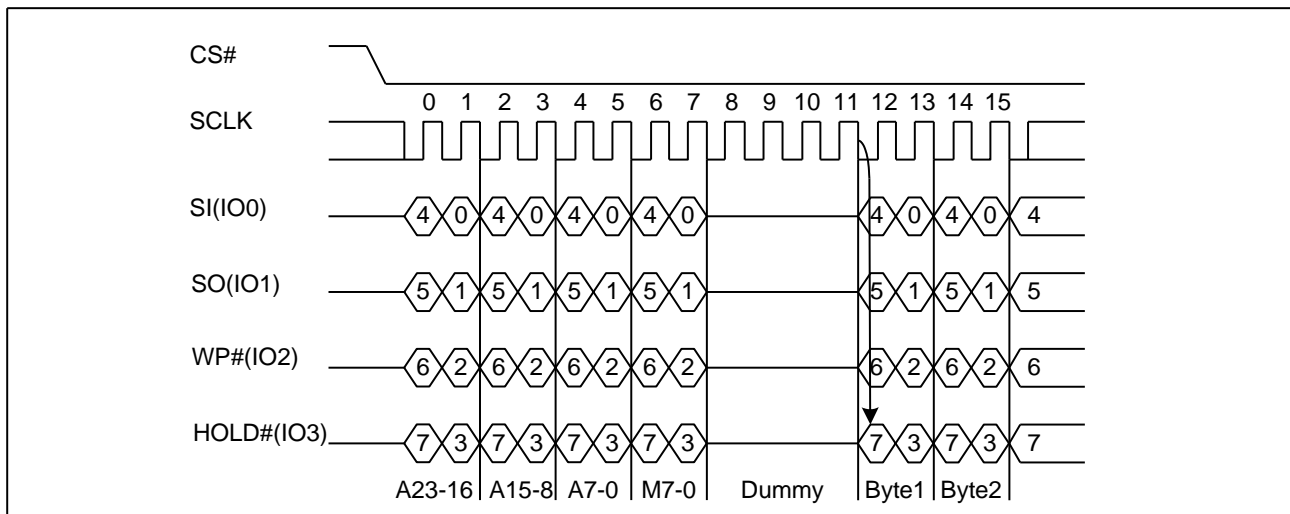 CS#
0 1 2 3 4 5 6 7 8 9 10 11 12 13 14 15
SCLK
SI(IO0) 4 0 4 0 4 0 4 0 4 0 4 0 4
SO(IO1) 5 1 5 1 5 1 5 1 5 1 5 1 5
WP#(IO2) 6 2 6 2 6 2 6 2 6 2 6 2 6
HOLD#(IO3) 7 3 7 3 7 3 7 3 7 3 7 3 7
A23-16 A15-8 A7-0 M7-0 Dummy Byte1 Byte2